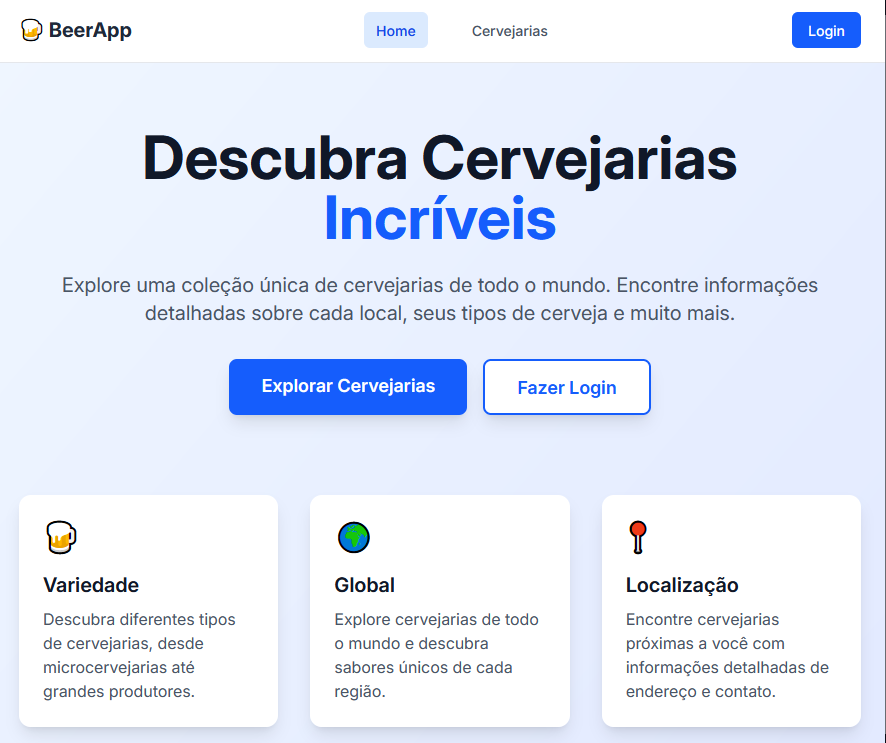 BeerApp
Home
Cervejarias
Login
Descubra Cervejarias
Incríveis
Explore uma coleção única de cervejarias de todo o mundo. Encontre informações
detalhadas sobre cada local, seus tipos de cerveja e muito mais.
Explorar Cervejarias
Fazer Login
Variedade
Descubra diferentes tipos
de cervejarias, desde
microcervejarias até
grandes produtores.
Global
Explore cervejarias de todo
o mundo e descubra
sabores únicos de cada
região.
Localização
Encontre cervejarias
próximas a você com
informações detalhadas de
endereço e contato.